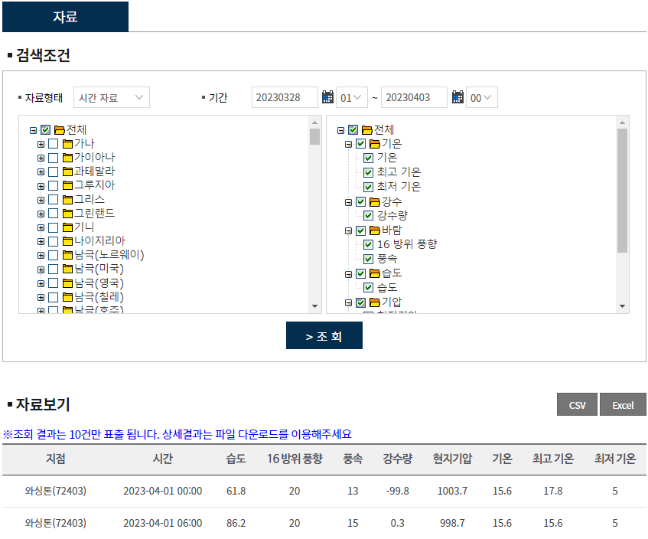 자료
검색조건
자료형태 시간 자료 기간 20230328 01 ~ 20230403 00
전체
가나
가이아나
과테말라
그루지아
그리스
그린랜드
기니
나이지리아
남극(노르웨이)
남극(미국)
남극(영국)
남극(칠레)
남극(호주)
전체
기온
기온
최고 기온
최저 기온
강수
강수량
바람
16 방위 풍향
풍속
습도
습도
기압
> 조 회
자료보기 CSV Excel
※조회 결과는 10건만 표출 됩니다. 상세결과는 파일 다운로드를 이용해주세요
지점 시간 습도 16 방위 풍향 풍속 강수량 현지기압 기온 최고 기온 최저 기온
와싱톤(72403) 2023-04-01 00:00 61.8 20 13 -99.8 1003.7 15.6 17.8 5
와싱톤(72403) 2023-04-01 06:00 86.2 20 15 0.3 998.7 15.6 15.6 5